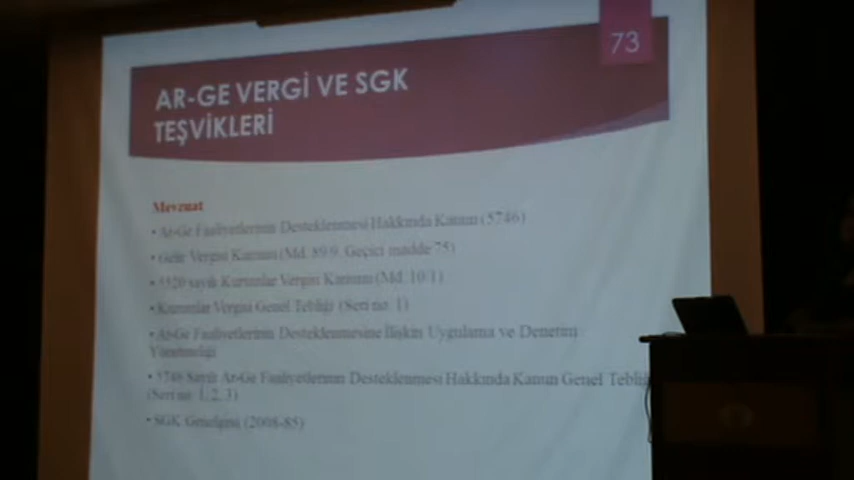 73
AR-GE VERGİ VE SGK
TEŞVİKLERİ
Mevzuat
• Ar-Ge Faaliyetlerinin Desteklenmesi Hakkında Kanun (5746)
• Gelir Vergisi Kanunu (Md. 89/9. Geçici madde 75)
• 5520 sayılı Kurumlar Vergisi Kanunu (Md. 10/1)
• Kurumlar Vergisi Genel Tebliği (Seri no. 1)
• Ar-Ge Faaliyetlerinin Desteklenmesine İlişkin Uygulama ve Denetim
Yönetmeliği
• 5746 Sayılı Ar-Ge Faaliyetlerinin Desteklenmesi Hakkında Kanun Genel Tebliği
(Seri no. 1, 2, 3)
• SGK Genelgesi (2008-85)